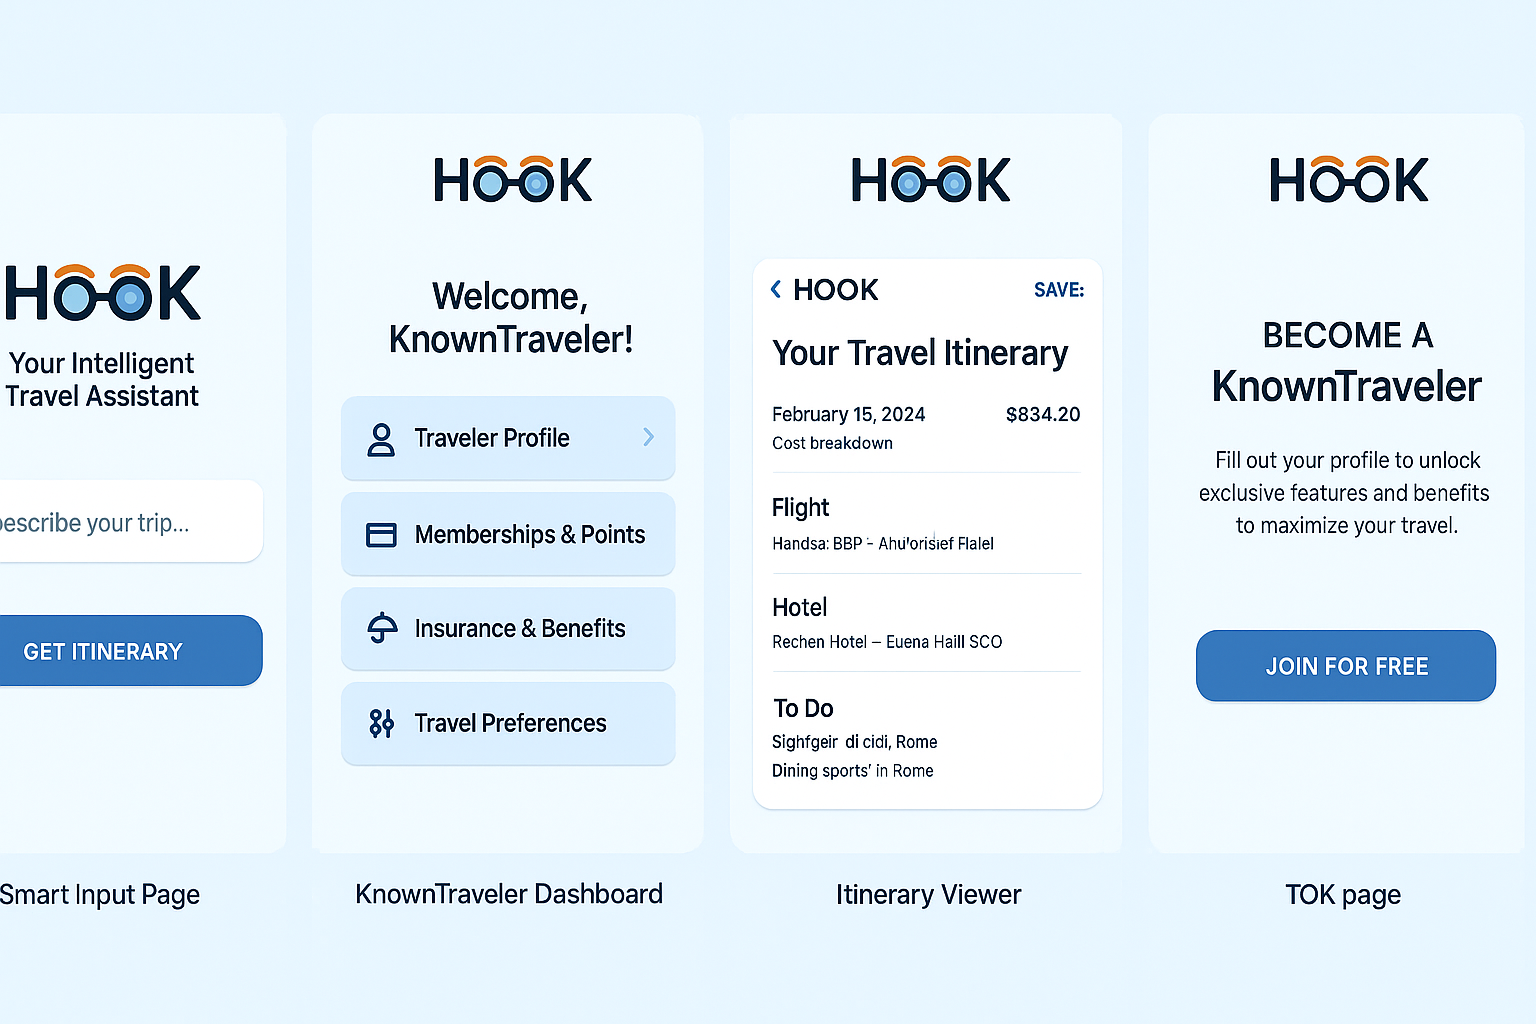 HOOK
Your Intelligent
Travel Assistant
escribe your trip...
GET ITINERARY
Smart Input Page
HOOK
Welcome,
KnownTraveler!
Traveler Profile
Memberships & Points
Insurance & Benefits
Travel Preferences
KnownTraveler Dashboard
HOOK
HOOK
SAVE:
Your Travel Itinerary
February 15, 2024
$834.20
Cost breakdown
Flight
Handsa: BBP -
Hotel
Rechen Hotel – Euena Haill SCO
To Do
Sighfgeir di cidi, Rome
Dining sports' in Rome
Itinerary Viewer
HOOK
BECOME A
KnownTraveler
Fill out your profile to unlock
exclusive features and benefits
to maximize your travel.
JOIN FOR FREE
TOK page